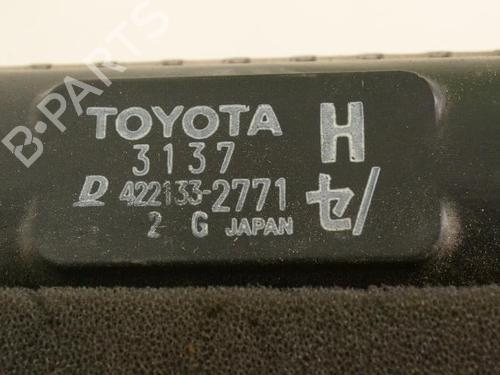 TOYOTA H
3137
D 422133-2771 セ/
2 G JAPAN
B-PARTS